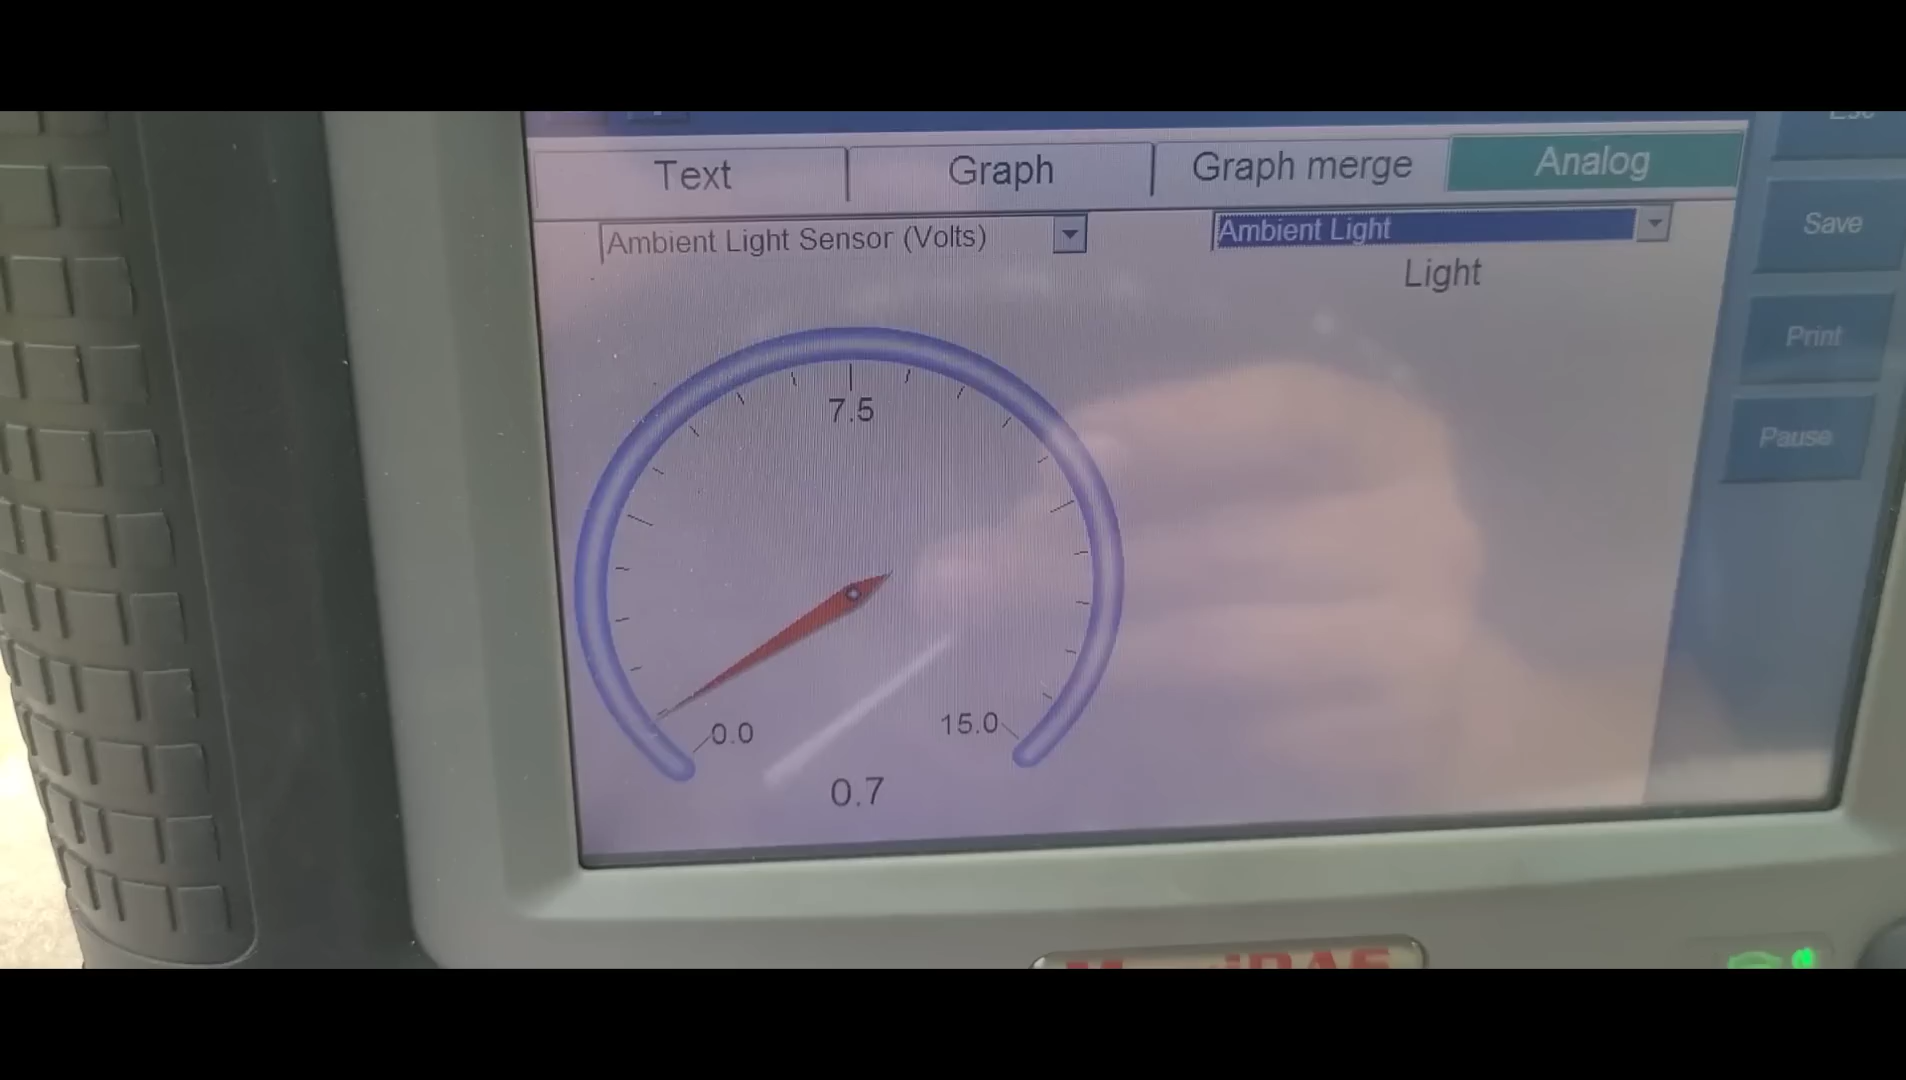 Esc
Text
Graph
Graph merge
Analog
Ambient Light Sensor (Volts)
Ambient Light
Save
Light
Print
7.5
Pause
0.0
15.0
0.7